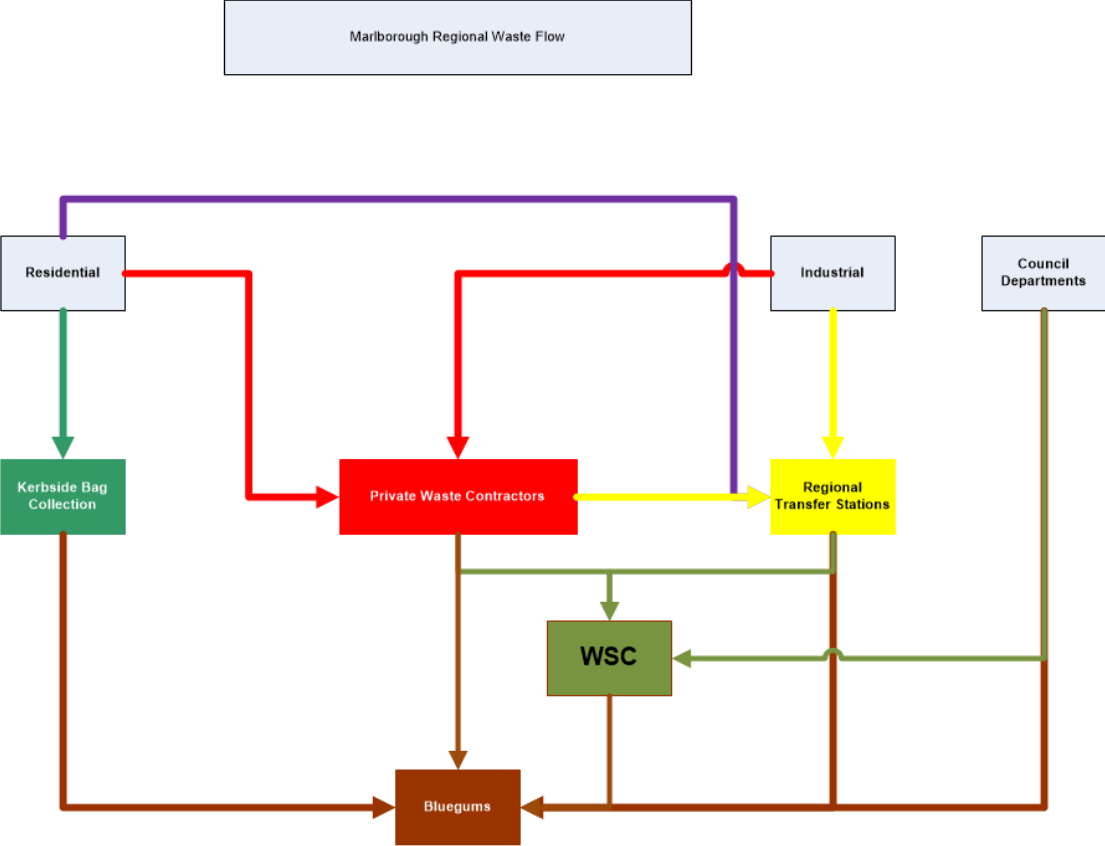 Marlborough Regional Waste Flow
Residential
Industrial
Council
Departments
Kerbside Bag
Collection
Private Waste Contractors
Regional
Transfer Stations
WSC
Bluegums